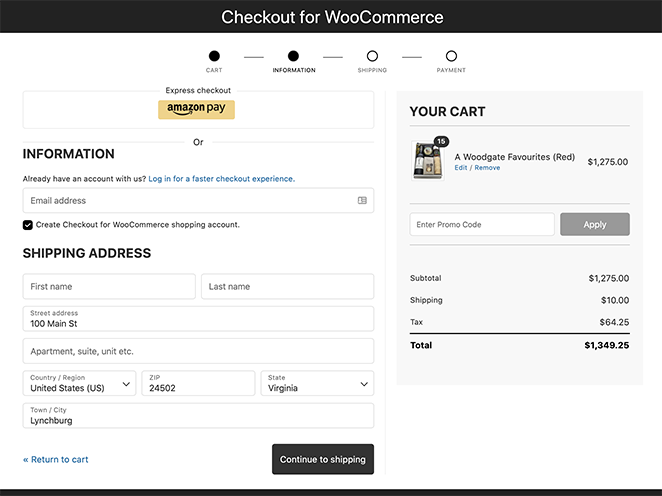 Checkout for WooCommerce
CART
INFORMATION
SHIPPING
PAYMENT
Express checkout
amazon pay
Or
INFORMATION
Already have an account with us? Log in for a faster checkout experience.
Email address
Create Checkout for WooCommerce shopping account.
SHIPPING ADDRESS
First name
Last name
Street address
100 Main St
Apartment, suite, unit etc.
Country / Region
United States (US)
ZIP
24502
State
Virginia
Town / City
Lynchburg
« Return to cart
Continue to shipping
YOUR CART
15
A Woodgate Favourites (Red)
$1,275.00
Edit / Remove
Enter Promo Code
Apply
Subtotal $1,275.00
Shipping $10.00
Tax $64.25
Total $1,349.25